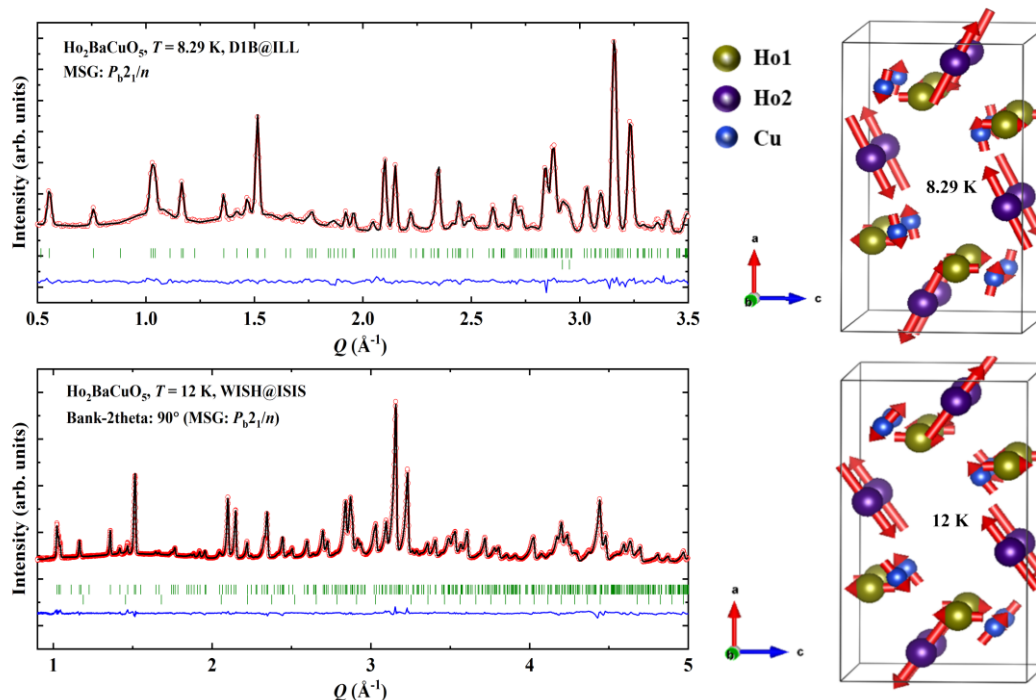 Ho₂BaCuO₅, T = 8.29 K, D1B@ILL
MSG: P_b2₁/n
Intensity (arb. units)
0.5 1.0 1.5 2.0 2.5 3.0 3.5
Q (Å⁻¹)
Ho1
Ho2
Cu
8.29 K
a
b c
Ho₂BaCuO₅, T = 12 K, WISH@ISIS
Bank-2theta: 90° (MSG: P_b2₁/n)
Intensity (arb. units)
1 2 3 4 5
Q (Å⁻¹)
12 K
a
b c